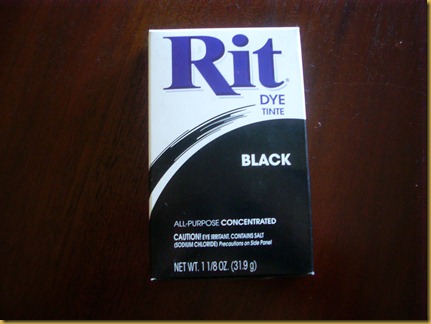 Rit
DYE
TINTE
BLACK
ALL-PURPOSE CONCENTRATED
CAUTION! EYE IRRITANT. CONTAINS SALT
(SODIUM CHLORIDE) Precautions on Side Panel
NET WT. 1 1/8 OZ. (31.9 g)